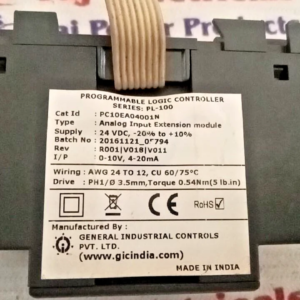 PROGRAMMABLE LOGIC CONTROLLER
SERIES: PL-100
Cat Id : PC10EA04001N
Type : Analog Input Extension module
Supply : 24 VDC, -20% to +10%
Batch No : 20161121_0F794
Rev : R001|V018|V011
I/P : 0-10V, 4-20mA
Wiring : AWG 24 TO 12, CU 60/75°C
Drive : PH1/Ø 3.5mm,Torque 0.54Nm(5 lb.in)
CE RoHS
Manufactured By :
GENERAL INDUSTRIAL CONTROLS
PVT. LTD.
(www.gicindia.com)
MADE IN INDIA